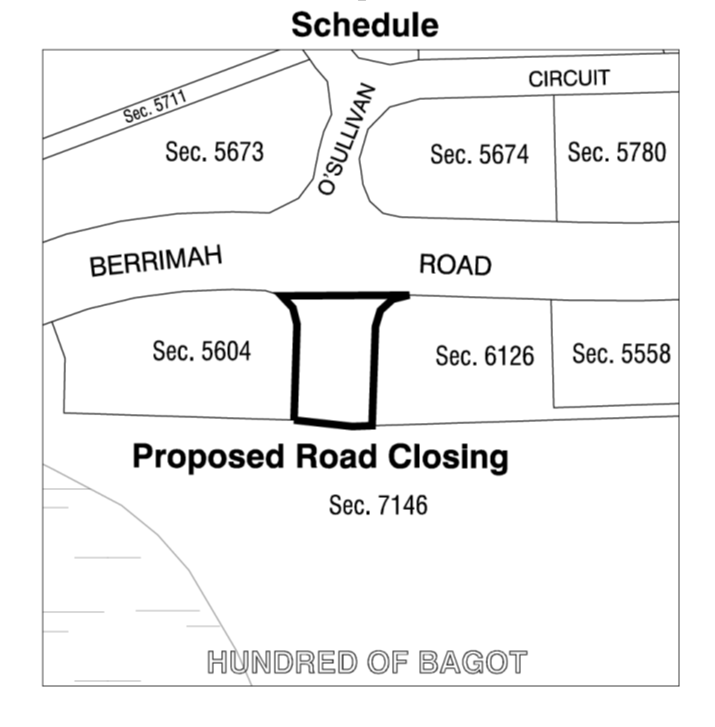 Schedule
CIRCUIT
Sec. 5711
O'SULLIVAN
Sec. 5673
Sec. 5674
Sec. 5780
BERRIMAH
ROAD
Sec. 5604
Sec. 6126
Sec. 5558
Proposed Road Closing
Sec. 7146
HUNDRED OF BAGOT